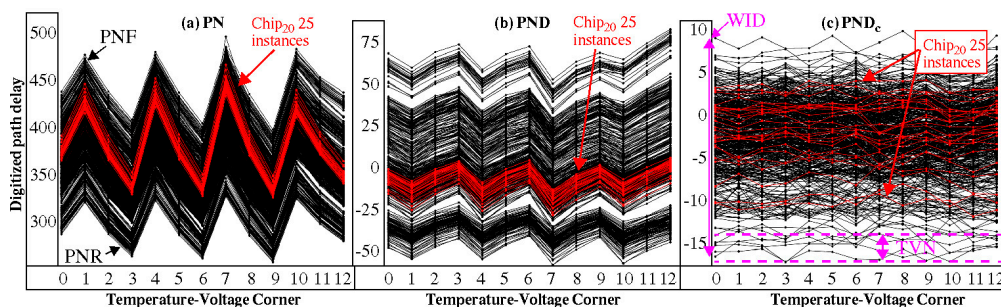 (a) PN
(b) PND
(c) PNDc
Digitized path delay
500
450
400
350
300
PNF
PNR
Chip20 25
instances
0 1 2 3 4 5 6 7 8 9 10 11 12
Temperature-Voltage Corner
75
50
25
0
-25
-50
Chip20 25
instances
0 1 2 3 4 5 6 7 8 9 10 11 12
Temperature-Voltage Corner
10
5
0
-5
-10
-15
WID
Chip20 25
instances
TVN
0 1 2 3 4 5 6 7 8 9 10 11 12
Temperature-Voltage Corner